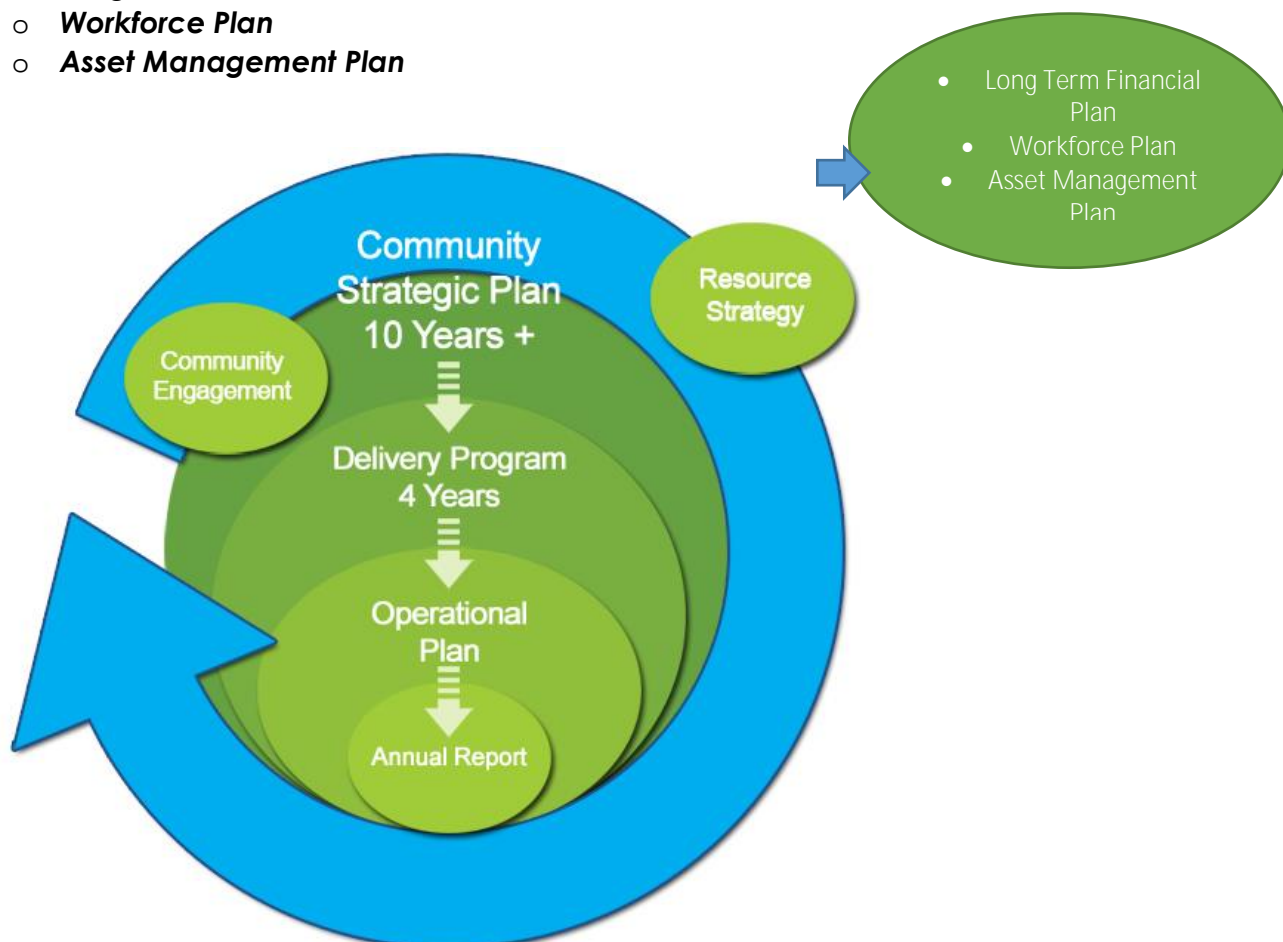 o Workforce Plan
o Asset Management Plan
• Long Term Financial
Plan
• Workforce Plan
• Asset Management
Plan
Community
Strategic Plan
10 Years +
Resource
Strategy
Community
Engagement
Delivery Program
4 Years
Operational
Plan
Annual Report